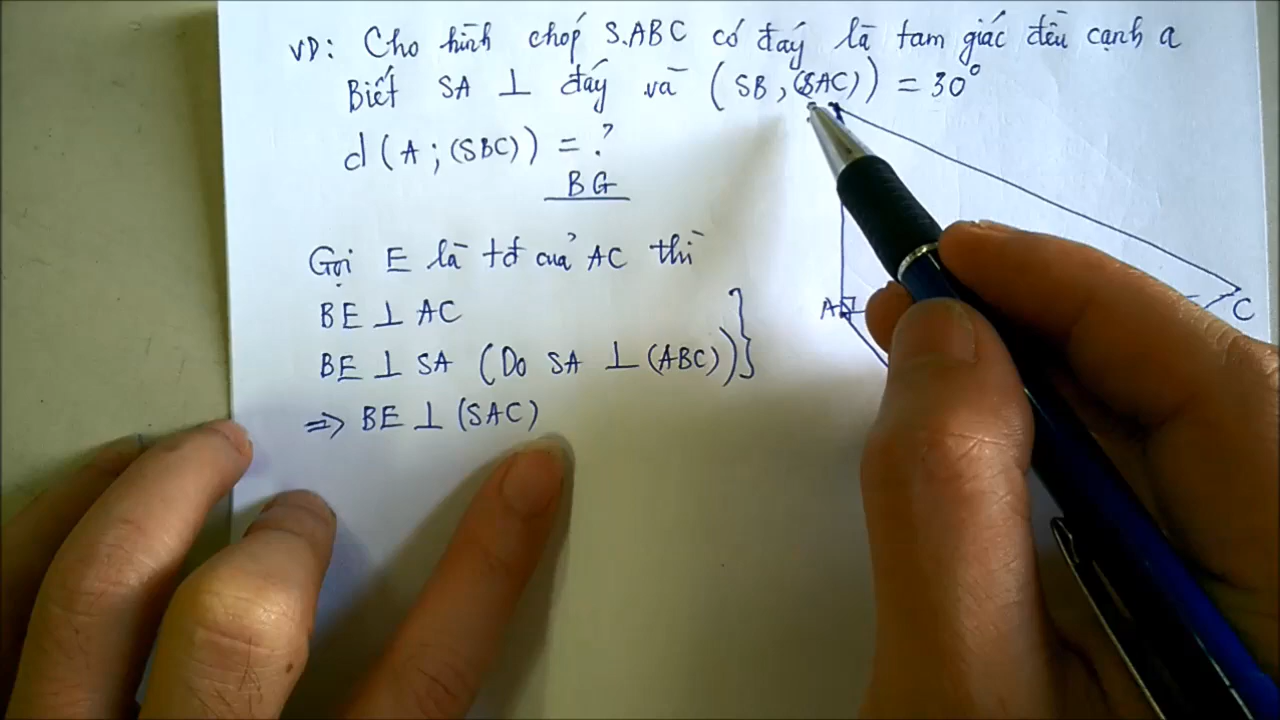 VD: Cho hình chóp S.ABC có đáy là tam giác đều cạnh a
Biết SA ⊥ đáy và (SB, (SAC)) = 30°
d(A; (SBC)) = ?
BG
Gọi E là tđ của AC thì
BE ⊥ AC
BE ⊥ SA (Do SA ⊥ (ABC)) }
=> BE ⊥ (SAC)
A
C